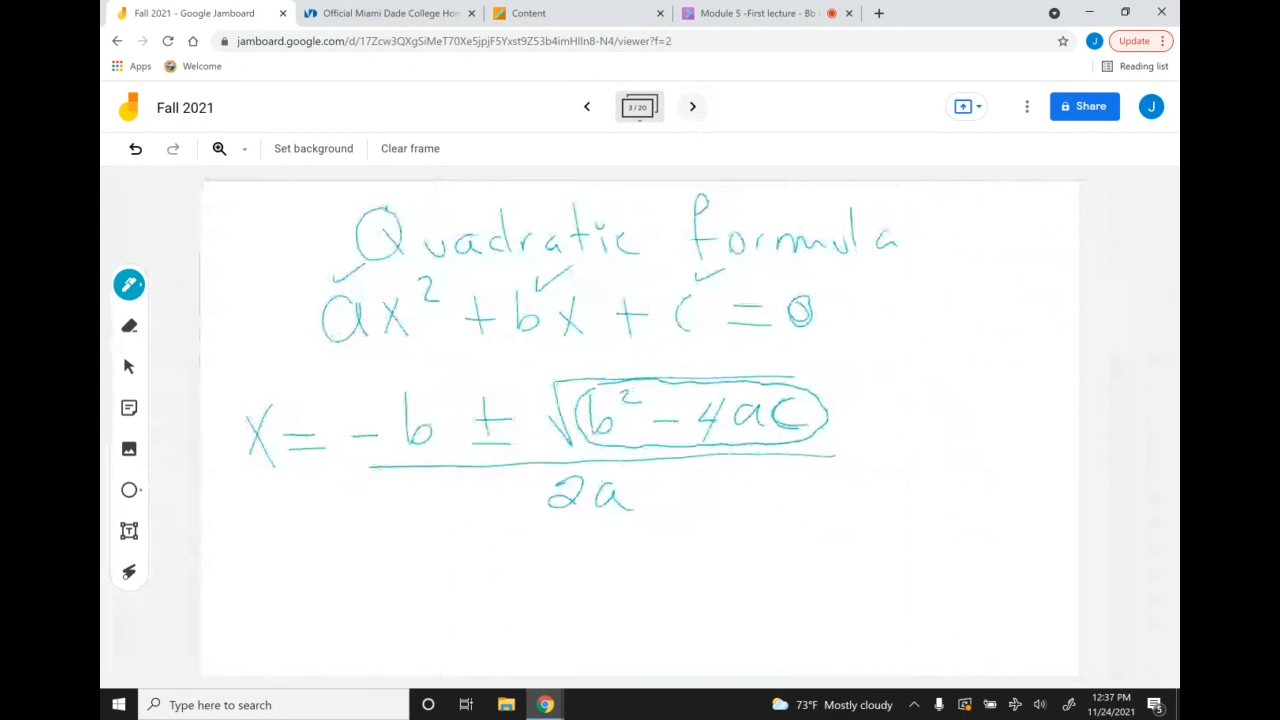 Fall 2021 - Google Jamboard
Official Miami Dade College Hom
Content
Module 5 -First lecture - Bb
jamboard.google.com/d/17Zcw3QXgSiMeT70Xe5jpjF5Yxst9Z53b4imHlln8-N4/viewer?f=2
J
Update
Apps
Welcome
Reading list
Fall 2021
3 / 20
Share
J
Set background
Clear frame
Quadratic formula
ax² + bx + c = 0
x = -b ± √(b² - 4ac)
2a
Type here to search
73°F Mostly cloudy
12:37 PM
11/24/2021
5